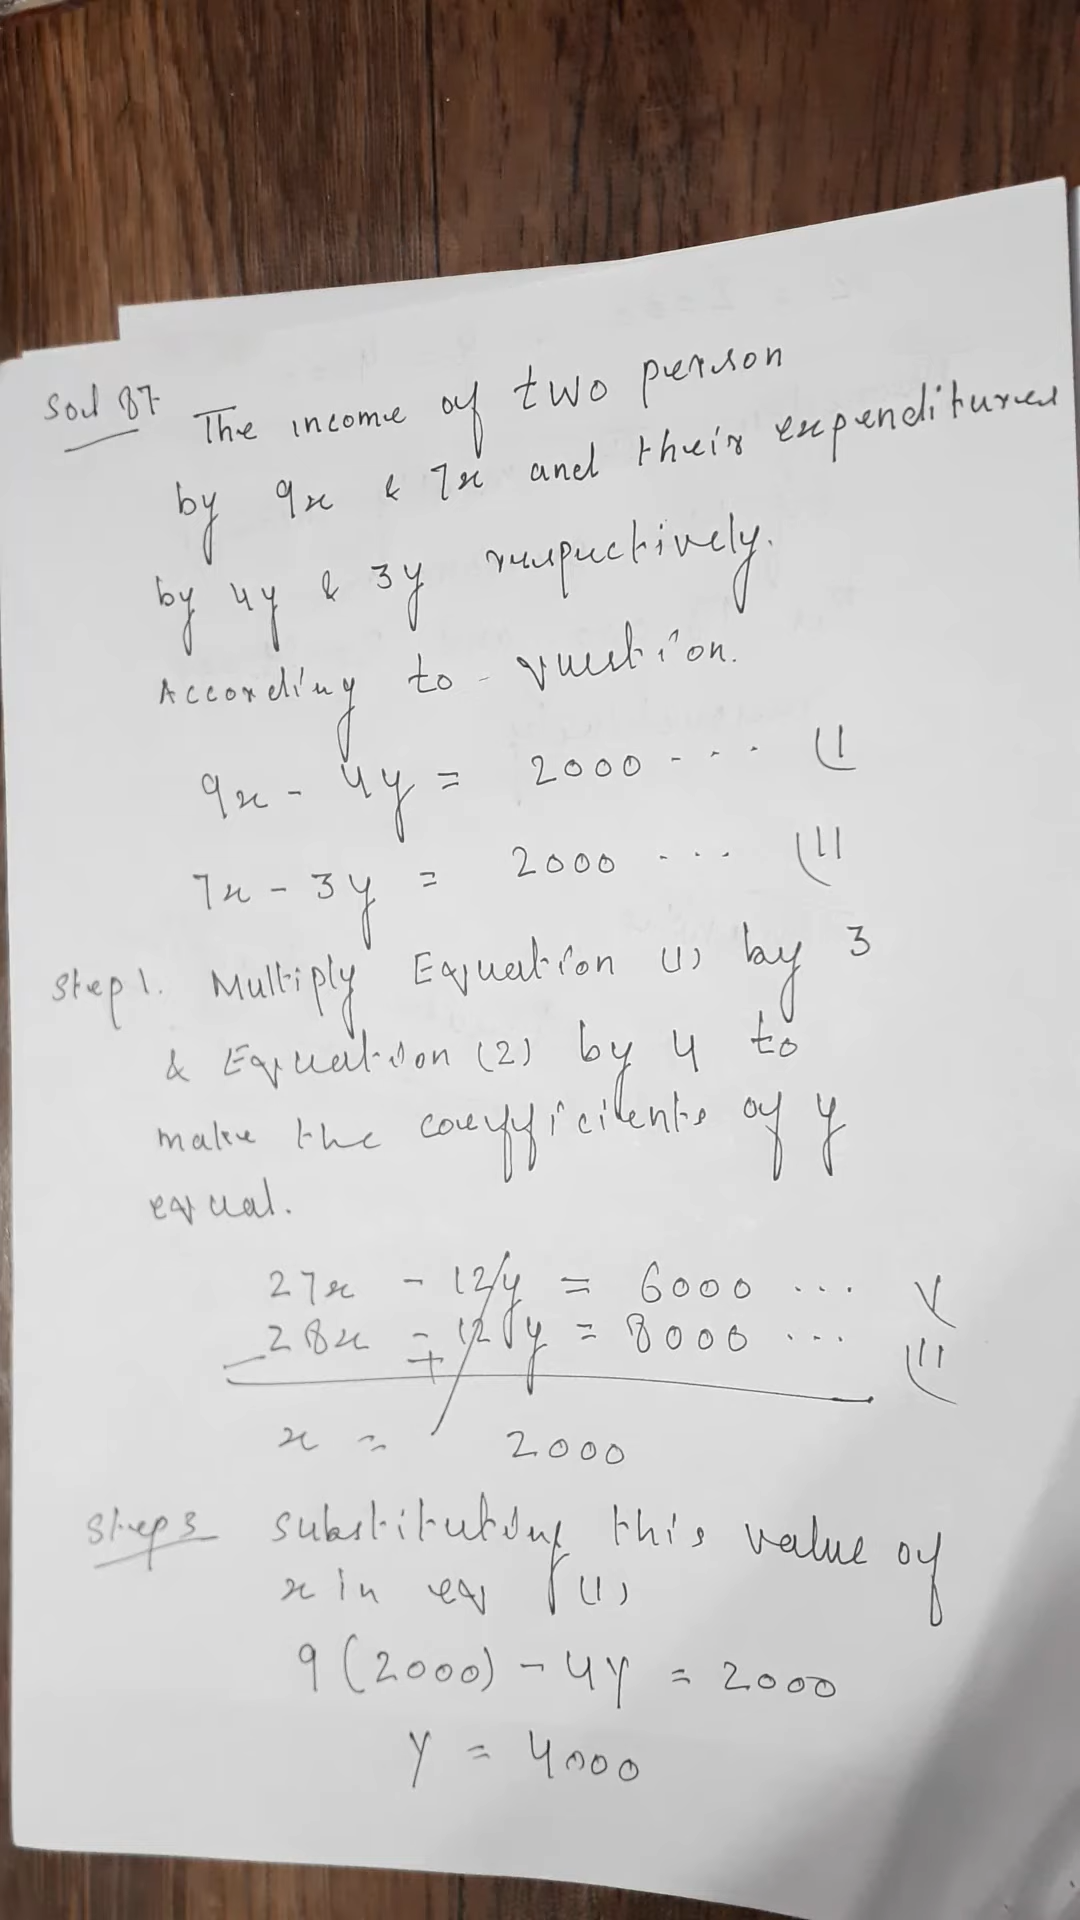 Sol 87 The income of two person
by 9x & 7x and their expenditures
by 4y & 3y respectively.
According to question.
9x - 4y = 2000 ... (1
7x - 3y = 2000 ... (11
Step 1. Multiply Equation (1) by 3
& Equation (2) by 4 to
make the coefficients of y
equal.
27x - 12y = 6000 ...
28x - 12y = 8000 ... (11
- +
x = 2000
Step 3 substituting this value of
x in eq (1)
9 (2000) - 4y = 2000
y = 4000